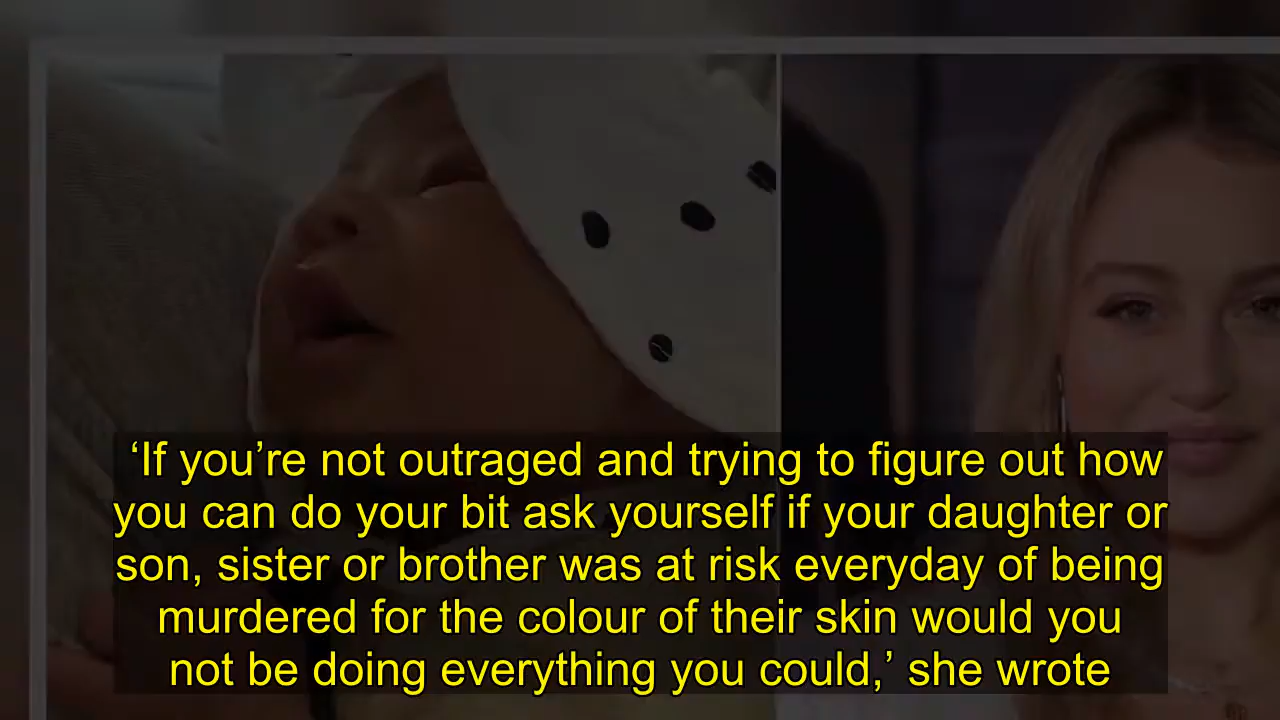 ‘If you’re not outraged and trying to figure out how
you can do your bit ask yourself if your daughter or
son, sister or brother was at risk everyday of being
murdered for the colour of their skin would you
not be doing everything you could,’ she wrote